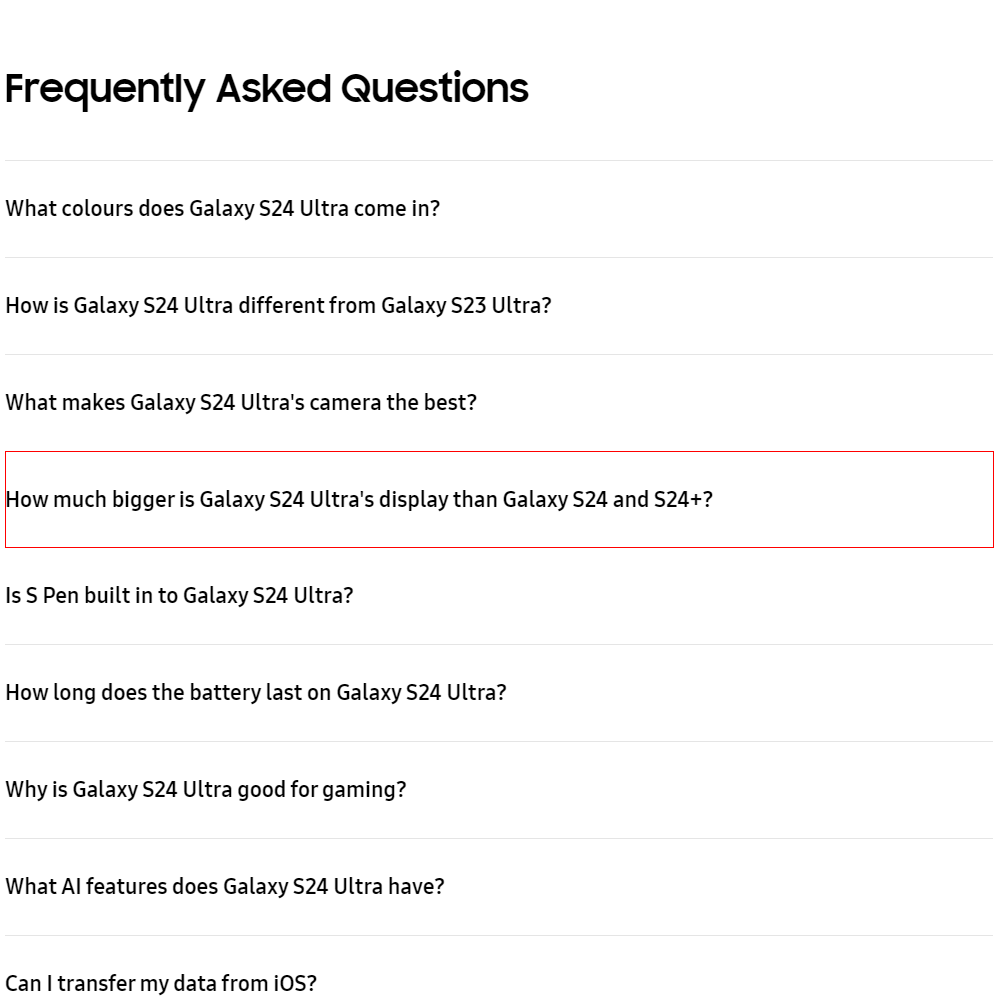 Frequently Asked Questions
What colours does Galaxy S24 Ultra come in?
How is Galaxy S24 Ultra different from Galaxy S23 Ultra?
What makes Galaxy S24 Ultra's camera the best?
How much bigger is Galaxy S24 Ultra's display than Galaxy S24 and S24+?
Is S Pen built in to Galaxy S24 Ultra?
How long does the battery last on Galaxy S24 Ultra?
Why is Galaxy S24 Ultra good for gaming?
What AI features does Galaxy S24 Ultra have?
Can I transfer my data from iOS?